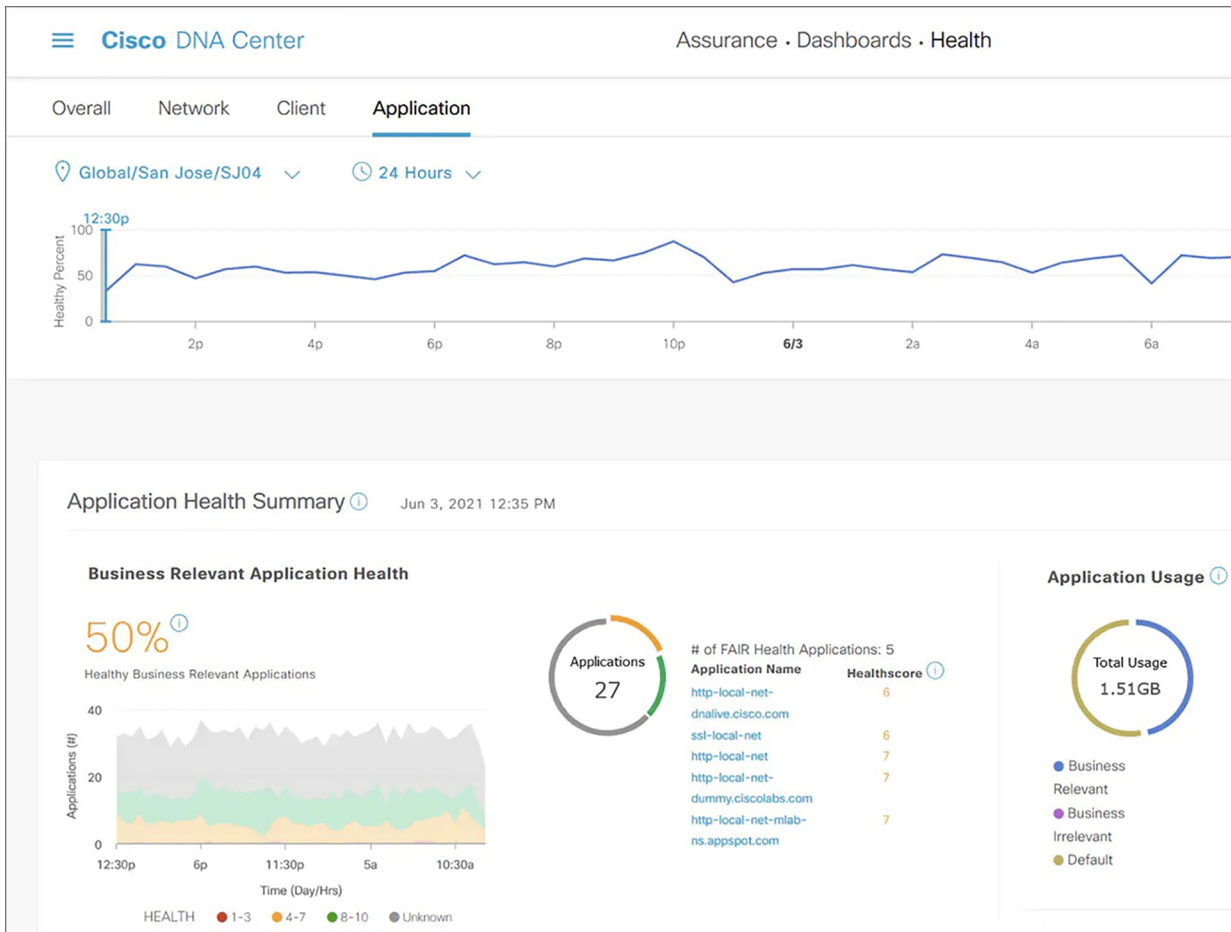 Cisco DNA Center
Assurance · Dashboards · Health
Overall Network Client Application
Global/San Jose/SJ04 24 Hours
12:30p
Healthy Percent
100
50
0
2p 4p 6p 8p 10p 6/3 2a 4a 6a
Application Health Summary Jun 3, 2021 12:35 PM
Business Relevant Application Health
50%
Healthy Business Relevant Applications
Applications (#)
40
20
0
12:30p 6p 11:30p 5a 10:30a
Time (Day/Hrs)
HEALTH 1-3 4-7 8-10 Unknown
Applications
27
# of FAIR Health Applications: 5
Application Name Healthscore
http-local-net- 6
dnalive.cisco.com
ssl-local-net 6
http-local-net 7
http-local-net- 7
dummy.ciscolabs.com
http-local-net-mlab- 7
ns.appspot.com
Application Usage
Total Usage
1.51GB
Business
Relevant
Business
Irrelevant
Default